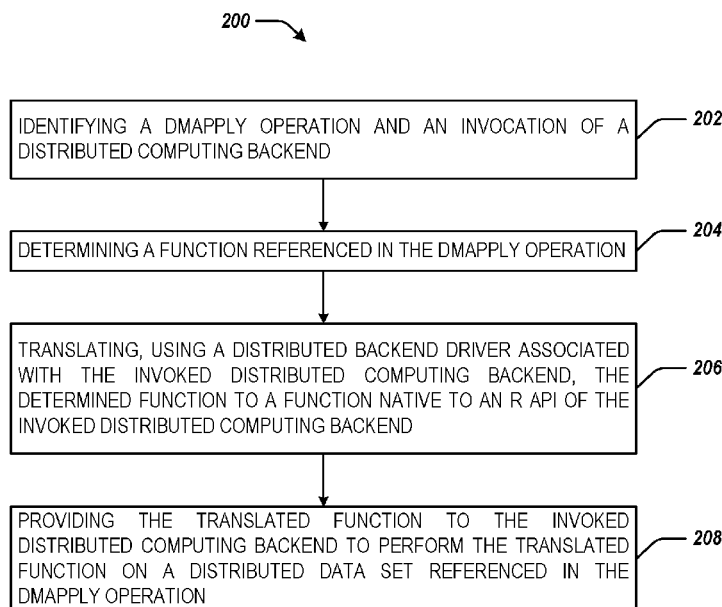 200
IDENTIFYING A DMAPPLY OPERATION AND AN INVOCATION OF A
DISTRIBUTED COMPUTING BACKEND
202
DETERMINING A FUNCTION REFERENCED IN THE DMAPPLY OPERATION
204
TRANSLATING, USING A DISTRIBUTED BACKEND DRIVER ASSOCIATED
WITH THE INVOKED DISTRIBUTED COMPUTING BACKEND, THE
DETERMINED FUNCTION TO A FUNCTION NATIVE TO AN R API OF THE
INVOKED DISTRIBUTED COMPUTING BACKEND
206
PROVIDING THE TRANSLATED FUNCTION TO THE INVOKED
DISTRIBUTED COMPUTING BACKEND TO PERFORM THE TRANSLATED
FUNCTION ON A DISTRIBUTED DATA SET REFERENCED IN THE
DMAPPLY OPERATION
208